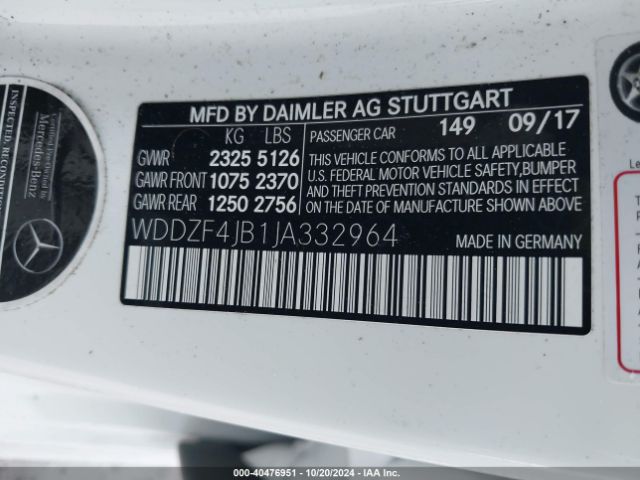 MFD BY DAIMLER AG STUTTGART
KG LBS
PASSENGER CAR 149 09/17
GVWR 2325 5126
GAWR FRONT 1075 2370
GAWR REAR 1250 2756
THIS VEHICLE CONFORMS TO ALL APPLICABLE
U.S. FEDERAL MOTOR VEHICLE SAFETY,BUMPER
AND THEFT PREVENTION STANDARDS IN EFFECT
ON THE DATE OF MANUFACTURE SHOWN ABOVE
WDDZF4JB1JA332964
MADE IN GERMANY
Mercedes-Benz
000-40476951 - 10/20/2024 - IAA Inc.